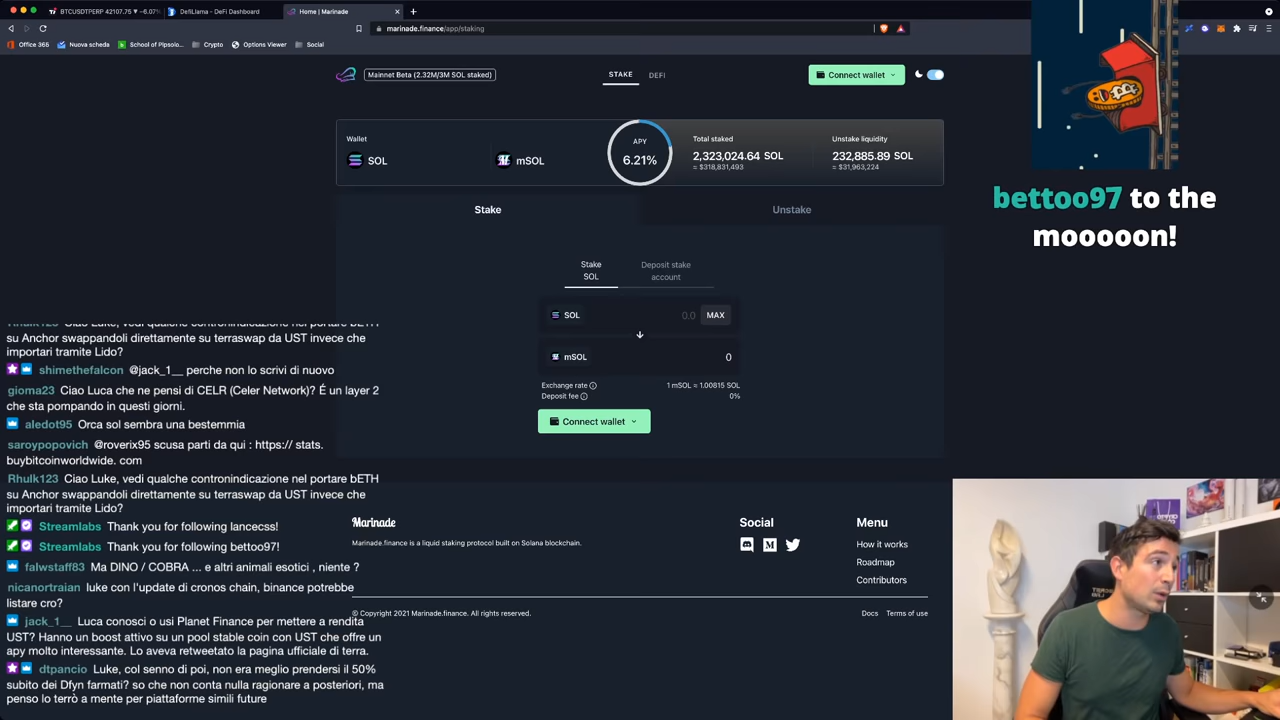 BTCUSDTPERP 42107.75 ▼ -6.07%
DefiLlama - DeFi Dashboard
Home | Marinade
marinade.finance/app/staking
Office 365
Nuova scheda
School of Pipsolo...
Crypto
Options Viewer
Social
Mainnet Beta (2.32M/3M SOL staked)
STAKE
DEFI
Connect wallet
Wallet
SOL
mSOL
APY
6.21%
Total staked
2,323,024.64 SOL
≈ $318,831,493
Unstake liquidity
232,885.89 SOL
≈ $31,963,224
Stake
Unstake
Stake
SOL
Deposit stake
account
SOL
0.0
MAX
mSOL
0
Exchange rate
1 mSOL ≈ 1.00815 SOL
Deposit fee
0%
Connect wallet
Marinade
Marinade.finance is a liquid staking protocol built on Solana blockchain.
Social
Menu
How it works
Roadmap
Contributors
© Copyright 2021 Marinade.finance. All rights reserved.
Docs
Terms of use
bettoo97 to the
mooooon!
su Anchor swappandoli direttamente su terraswap da UST invece che
importari tramite Lido?
shimethefalcon @jack_1__ perche non lo scrivi di nuovo
gioma23 Ciao Luca che ne pensi di CELR (Celer Network)? É un layer 2
che sta pompando in questi giorni.
aledot95 Orca sol sembra una bestemmia
saroypopovich @roverix95 scusa parti da qui : https:// stats.
buybitcoinworldwide. com
Rhulk123 Ciao Luke, vedi qualche contronindicazione nel portare bETH
su Anchor swappandoli direttamente su terraswap da UST invece che
importari tramite Lido?
Streamlabs Thank you for following lancecss!
Streamlabs Thank you for following bettoo97!
falwstaff83 Ma DINO / COBRA ... e altri animali esotici , niente ?
nicanortraian luke con l'update di cronos chain, binance potrebbe
listare cro?
jack_1__ Luca conosci o usi Planet Finance per mettere a rendita
UST? Hanno un boost attivo su un pool stable coin con UST che offre un
apy molto interessante. Lo aveva retweetato la pagina ufficiale di terra.
dtpancio Luke, col senno di poi, non era meglio prendersi il 50%
subito dei Dfyn farmati? so che non conta nulla ragionare a posteriori, ma
penso lo terrò a mente per piattaforme simili future